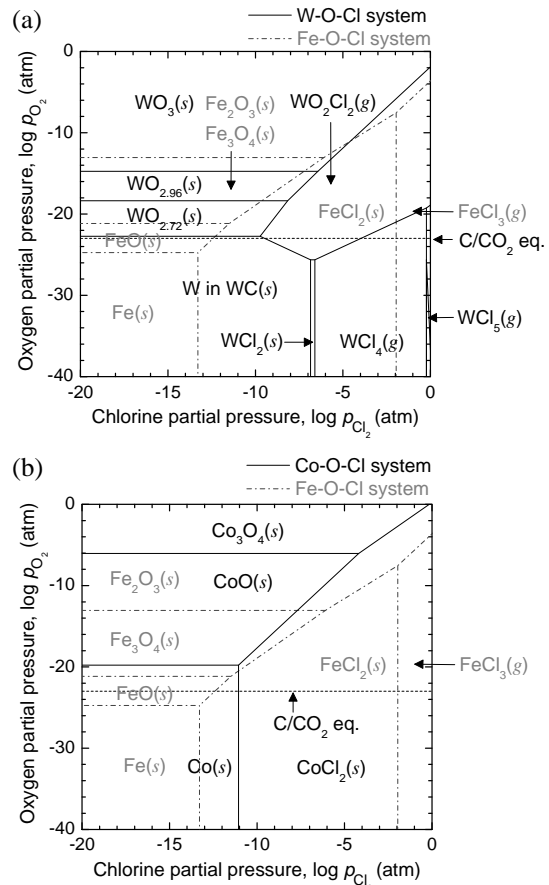 (a)
W-O-Cl system
Fe-O-Cl system
0
-10
-20
-30
-40
Oxygen partial pressure, log pO2 (atm)
WO3(s)
Fe2O3(s)
Fe3O4(s)
WO2Cl2(g)
WO2.96(s)
WO2.72(s)
FeO(s)
FeCl2(s)
FeCl3(g)
C/CO2 eq.
W in WC(s)
Fe(s)
WCl2(s)
WCl4(g)
WCl5(g)
-20 -15 -10 -5 0
Chlorine partial pressure, log pCl2 (atm)
(b)
Co-O-Cl system
Fe-O-Cl system
0
-10
-20
-30
-40
Oxygen partial pressure, log pO2 (atm)
Co3O4(s)
Fe2O3(s)
CoO(s)
Fe3O4(s)
FeCl2(s)
FeCl3(g)
FeO(s)
C/CO2 eq.
Fe(s)
Co(s)
CoCl2(s)
-20 -15 -10 -5 0
Chlorine partial pressure, log pCl (atm)